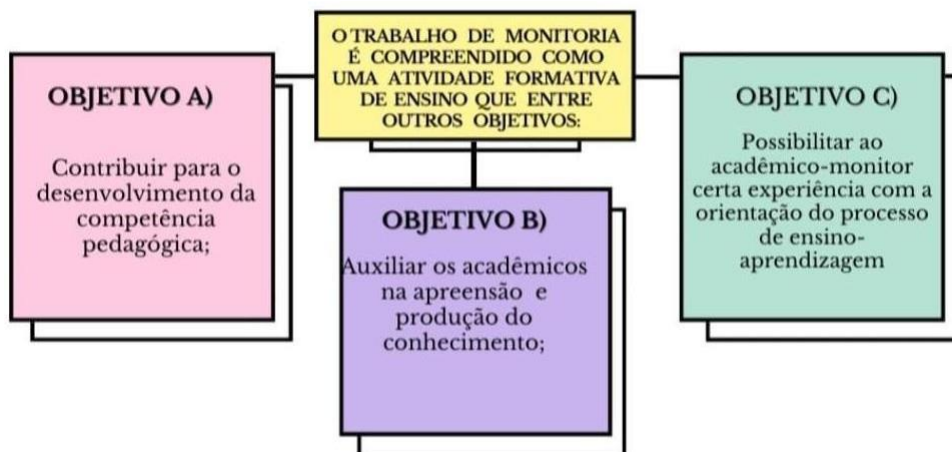 O TRABALHO DE MONITORIA
É COMPREENDIDO COMO
UMA ATIVIDADE FORMATIVA
DE ENSINO QUE ENTRE
OUTROS OBJETIVOS:
OBJETIVO A)
Contribuir para o
desenvolvimento da
competência
pedagógica;
OBJETIVO B)
Auxiliar os acadêmicos
na apreensão e
produção do
conhecimento;
OBJETIVO C)
Possibilitar ao
acadêmico-monitor
certa experiência com a
orientação do processo
de ensino-
aprendizagem